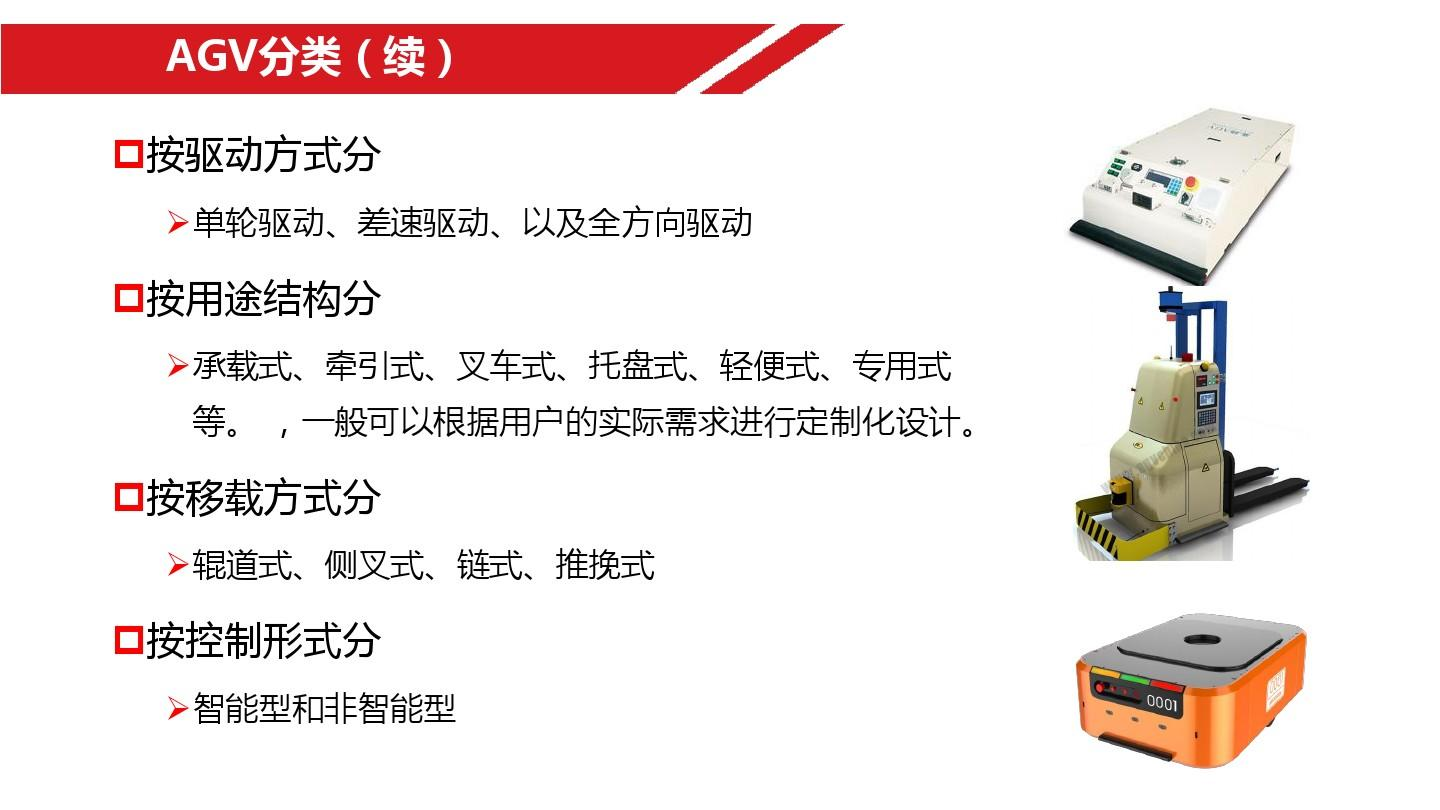 AGV分类（续）
按驱动方式分
单轮驱动、差速驱动、以及全方向驱动
按用途结构分
承载式、牵引式、叉车式、托盘式、轻便式、专用式
等。 ，一般可以根据用户的实际需求进行定制化设计。
按移载方式分
辊道式、侧叉式、链式、推挽式
按控制形式分
智能型和非智能型
0001